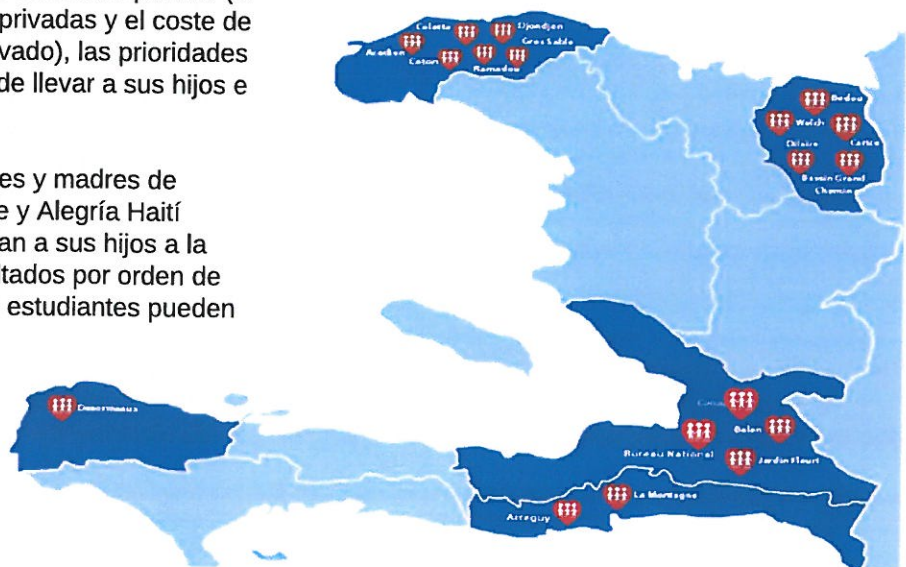 privadas y el coste de
vado), las prioridades
de llevar a sus hijos e
es y madres de
e y Alegría Haití
an a sus hijos a la
ltados por orden de
estudiantes pueden
Colette
Djondjon
Acadien
Gros Sable
Caton
Ramadou
Bedou
Welch
Carice
Dilaire
Bassin Grand
Chemin
Balan
Bureau National
Jardin Fleuri
La Montagne
Arreguy